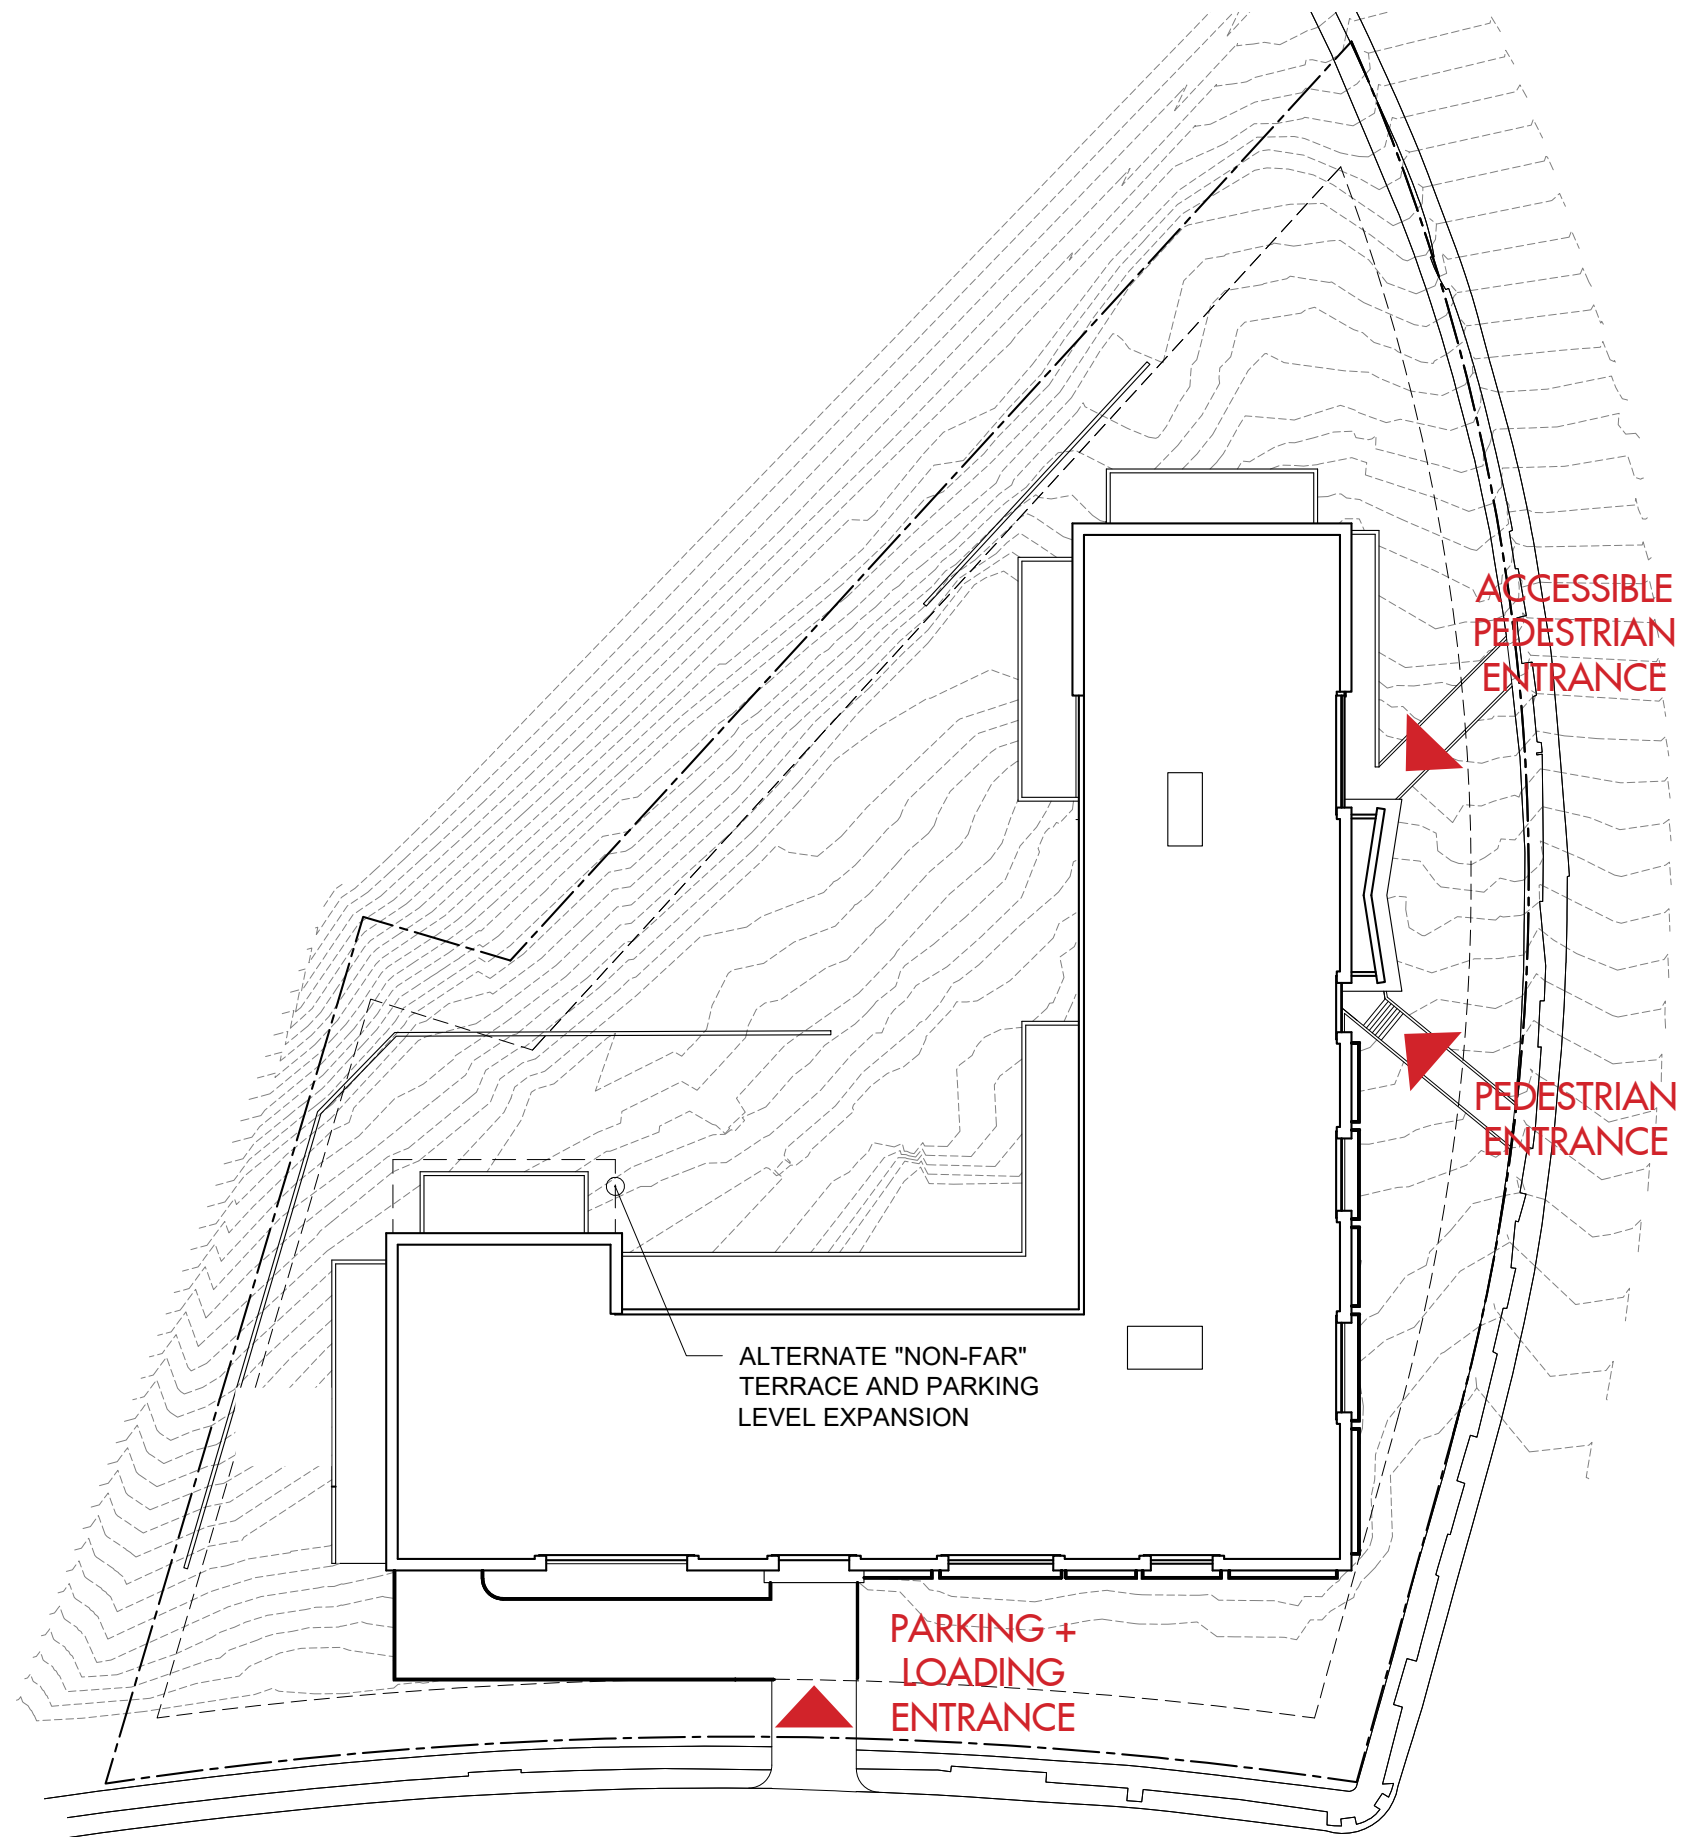 ACCESSIBLE
PEDESTRIAN
ENTRANCE
PEDESTRIAN
ENTRANCE
ALTERNATE "NON-FAR"
TERRACE AND PARKING
LEVEL EXPANSION
PARKING +
LOADING
ENTRANCE